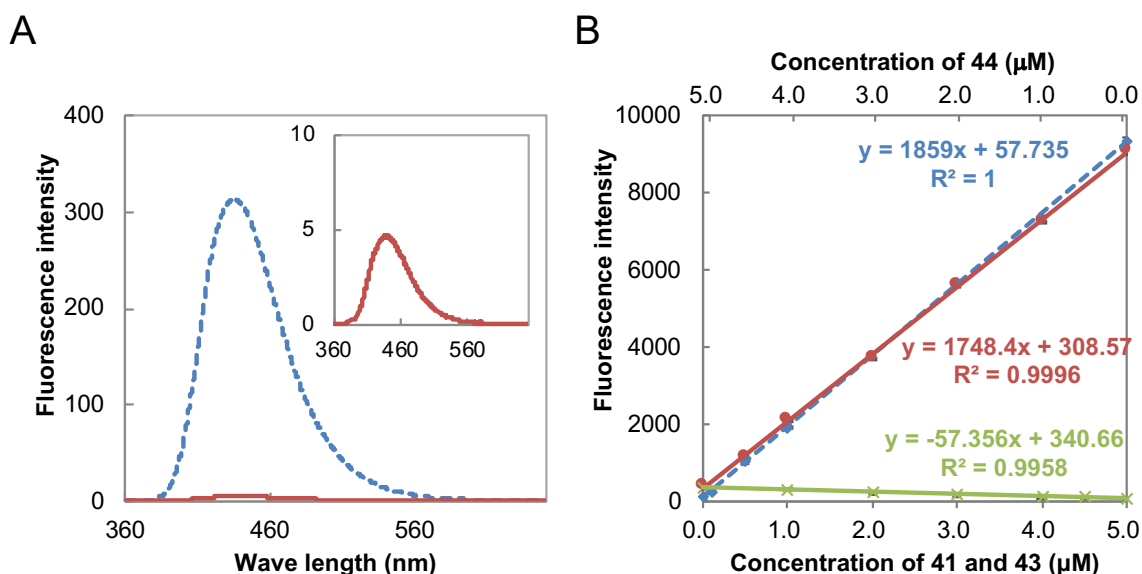 A
400
300
200
100
0
360
460
560
Fluorescence intensity
Wave length (nm)
10
5
0
360
460
560
B
Concentration of 44 (µM)
5.0 4.0 3.0 2.0 1.0 0.0
10000
8000
6000
4000
2000
0
Fluorescence intensity
y = 1859x + 57.735
R² = 1
y = 1748.4x + 308.57
R² = 0.9996
y = -57.356x + 340.66
R² = 0.9958
0.0 1.0 2.0 3.0 4.0 5.0
Concentration of 41 and 43 (µM)